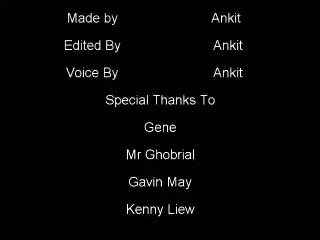 Made by Ankit
Edited By Ankit
Voice By Ankit
Special Thanks To
Gene
Mr Ghobrial
Gavin May
Kenny Liew